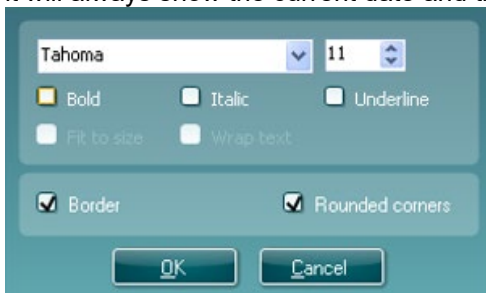 Tahoma 11
Bold Italic Underline
Fit to size Wrap text
Border Rounded corners
OK Cancel